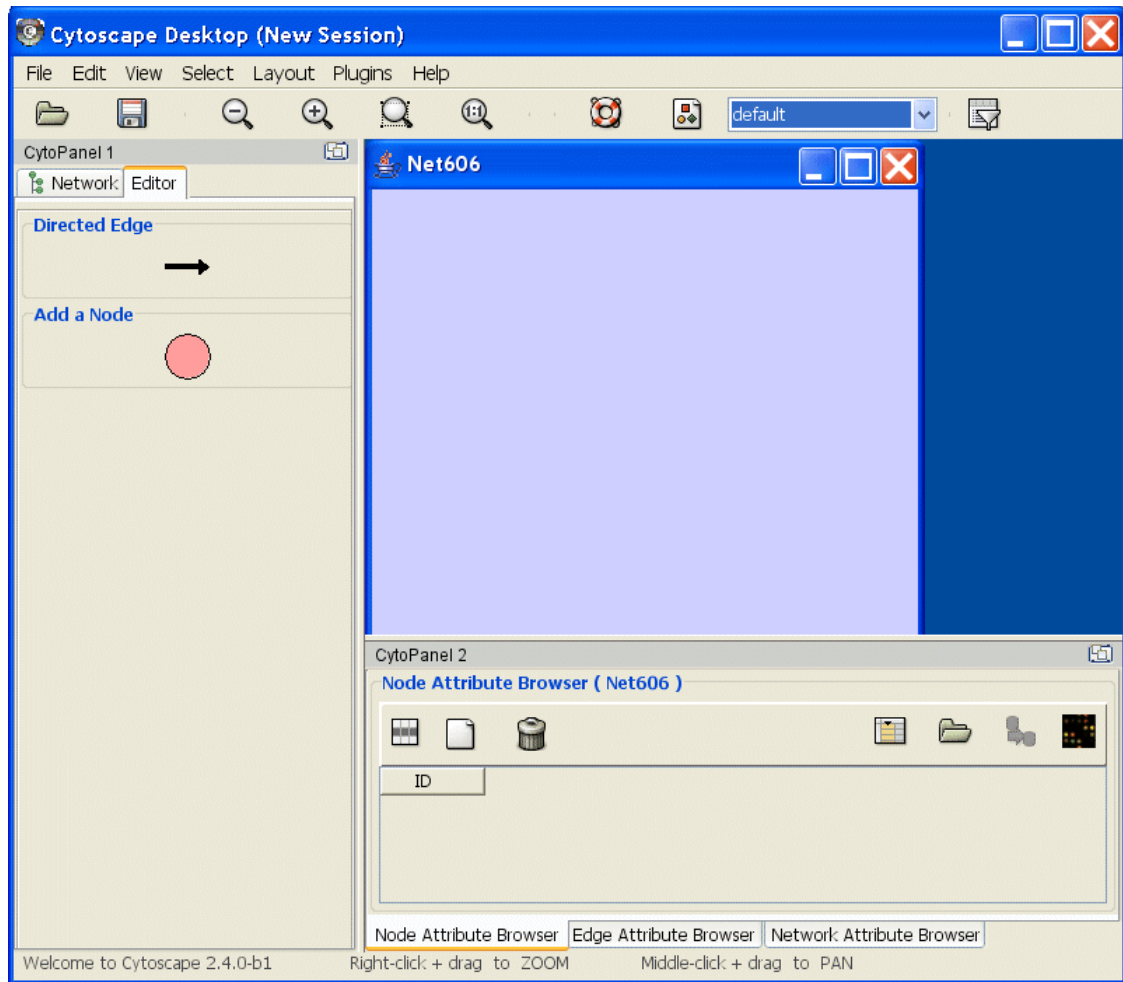 Cytoscape Desktop (New Session)
File Edit View Select Layout Plugins Help
1:1 default
CytoPanel 1
Network Editor
Net606
Directed Edge
Add a Node
CytoPanel 2
Node Attribute Browser ( Net606 )
ID
Node Attribute Browser Edge Attribute Browser Network Attribute Browser
Welcome to Cytoscape 2.4.0-b1 Right-click + drag to ZOOM Middle-click + drag to PAN